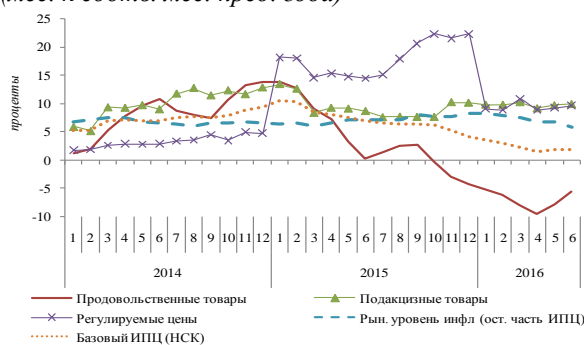 (мес. к соотв. мес. пред. года)
проценты
25
20
15
10
5
0
-5
-10
1 2 3 4 5 6 7 8 9 10 11 12 1 2 3 4 5 6 7 8 9 10 11 12 1 2 3 4 5 6
2014 2015 2016
Продовольственные товары Подакцизные товары
Регулируемые цены Рын. уровень инфл (ост. часть ИПЦ)
Базовый ИПЦ (НСК)